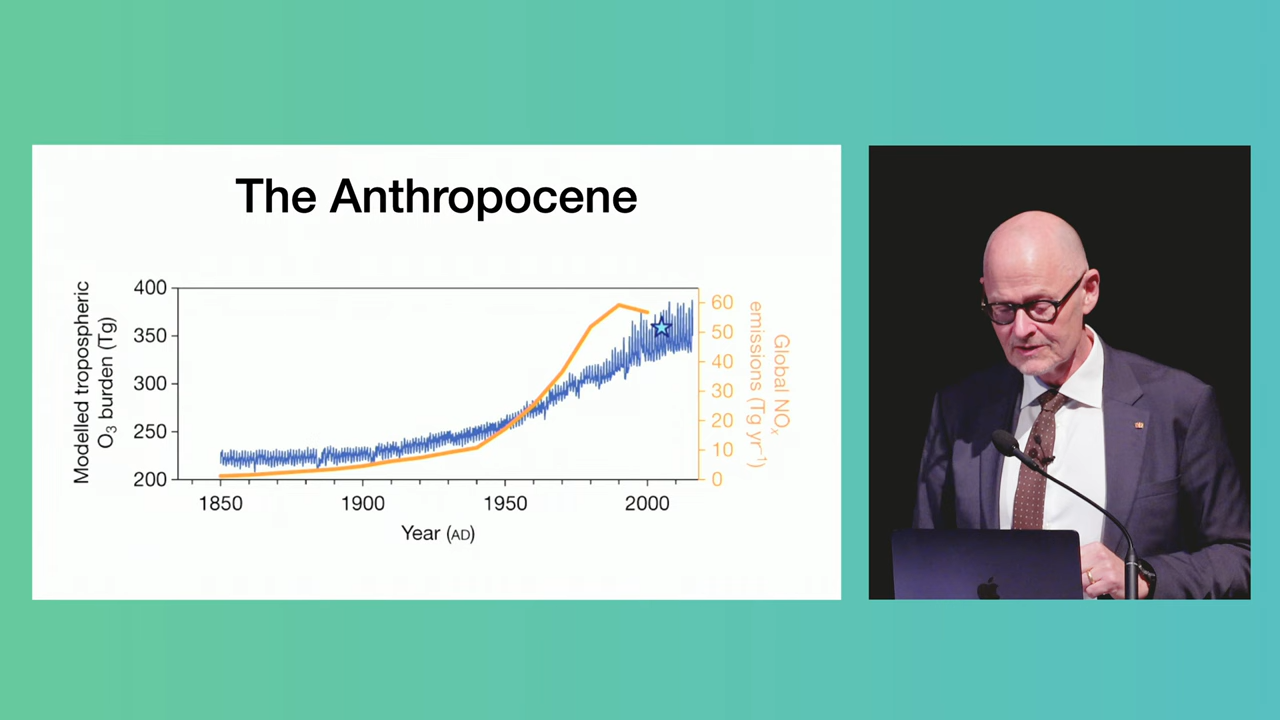 The Anthropocene
Modelled tropospheric
O₃ burden (Tg)
400
350
300
250
200
60
50
40
30
20
10
0
Global NOₓ
emissions (Tg yr⁻¹)
1850
1900
1950
2000
Year (AD)